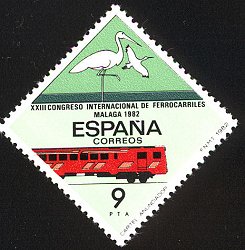 XXIII CONGRESO INTERNACIONAL DE FERROCARRILES
MALAGA 1982
ESPAÑA
CORREOS
9
PTA